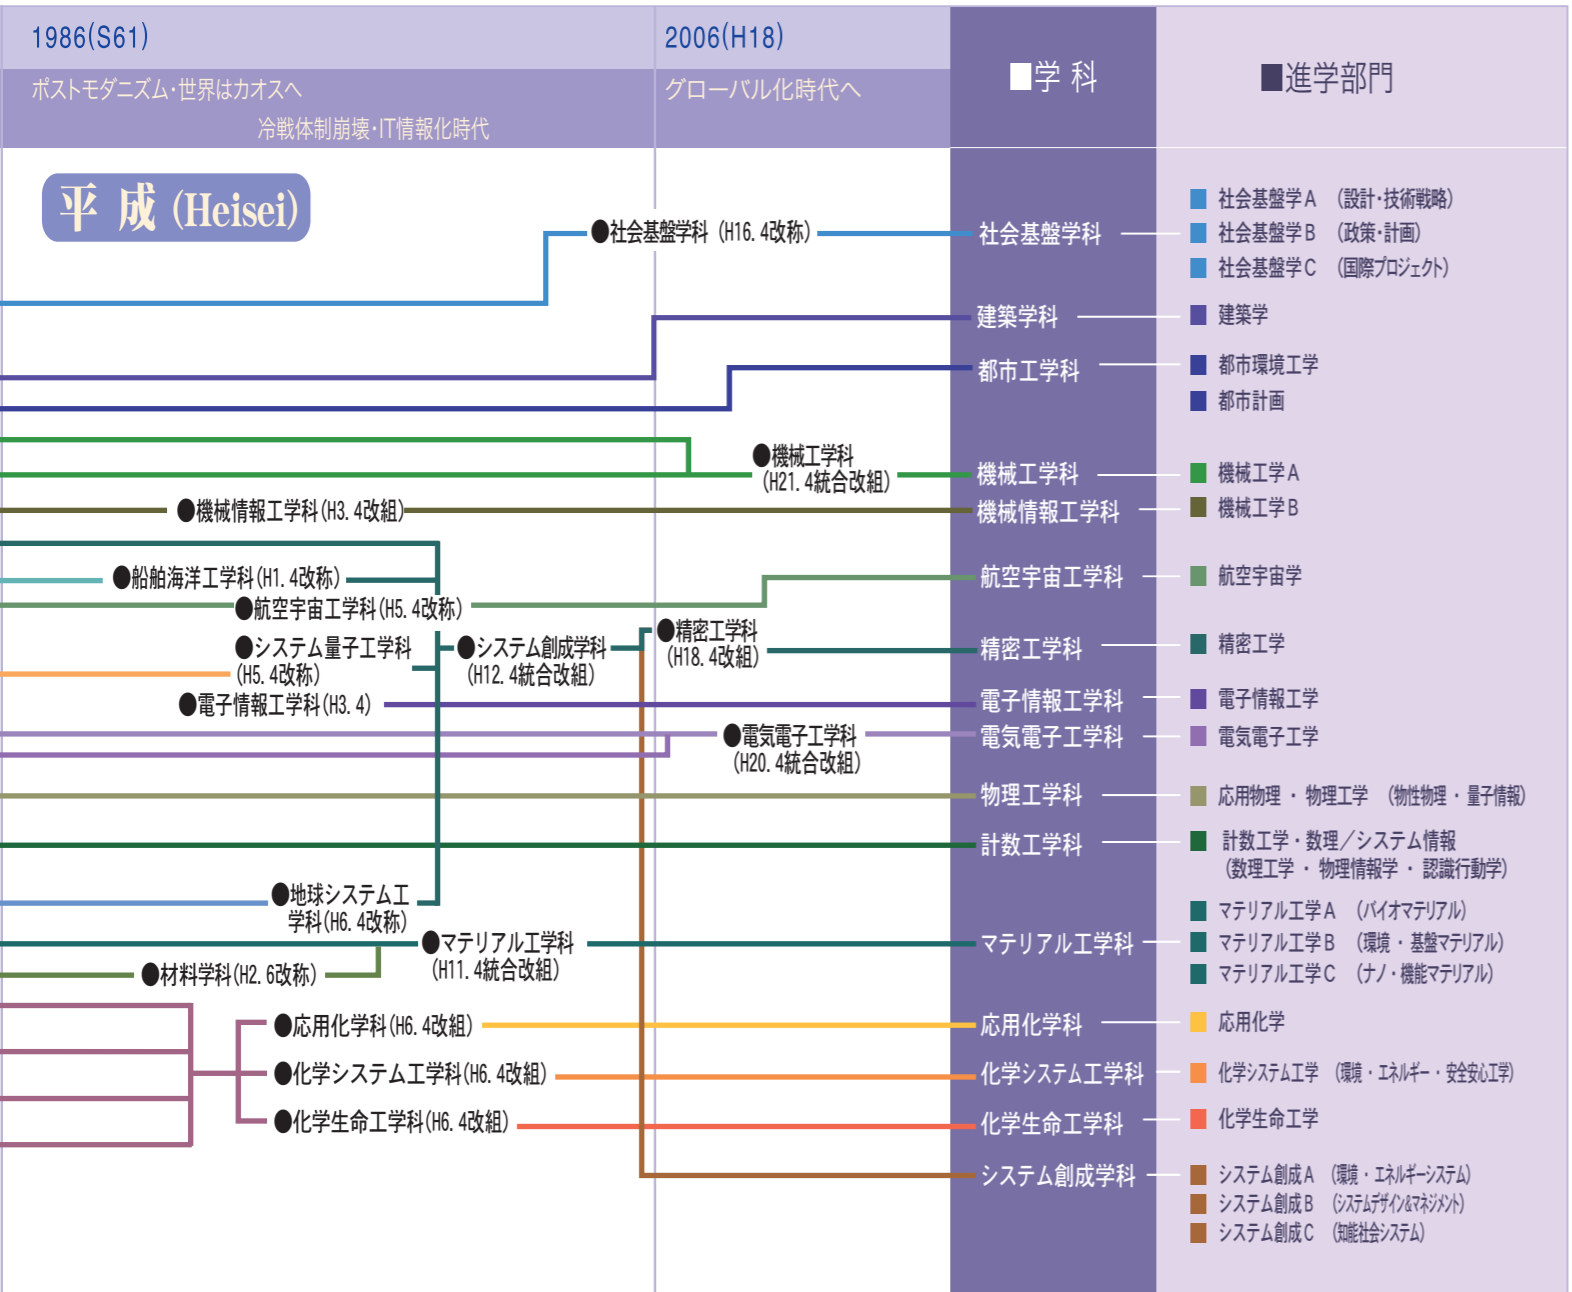 1986(S61)
2006(H18)
■学 科
■進学部門
ポストモダニズム・世界はカオスへ
グローバル化時代へ
冷戦体制崩壊・IT情報化時代
平 成 (Heisei)
●社会基盤学科 (H16. 4改称)
●機械工学科
(H21. 4統合改組)
●機械情報工学科(H3. 4改組)
●船舶海洋工学科(H1. 4改称)
●航空宇宙工学科(H5. 4改称)
●システム量子工学科
(H5. 4改称)
●システム創成学科
(H12. 4統合改組)
●精密工学科
(H18. 4改組)
●電子情報工学科(H3. 4)
●電気電子工学科
(H20. 4統合改組)
●地球システム工
学科(H6. 4改称)
●マテリアル工学科
(H11. 4統合改組)
●材料学科(H2. 6改称)
●応用化学科(H6. 4改組)
●化学システム工学科(H6. 4改組)
●化学生命工学科(H6. 4改組)
社会基盤学科
建築学科
都市工学科
機械工学科
機械情報工学科
航空宇宙工学科
精密工学科
電子情報工学科
電気電子工学科
物理工学科
計数工学科
マテリアル工学科
応用化学科
化学システム工学科
化学生命工学科
システム創成学科
■ 社会基盤学A (設計・技術戦略)
■ 社会基盤学B (政策・計画)
■ 社会基盤学C (国際プロジェクト)
■ 建築学
■ 都市環境工学
■ 都市計画
■ 機械工学A
■ 機械工学B
■ 航空宇宙学
■ 精密工学
■ 電子情報工学
■ 電気電子工学
■ 応用物理・物理工学 (物性物理・量子情報)
■ 計数工学・数理／システム情報
(数理工学・物理情報学・認識行動学)
■ マテリアル工学A (バイオマテリアル)
■ マテリアル工学B (環境・基盤マテリアル)
■ マテリアル工学C (ナノ・機能マテリアル)
■ 応用化学
■ 化学システム工学 (環境・エネルギー・安全安心工学)
■ 化学生命工学
■ システム創成A (環境・エネルギーシステム)
■ システム創成B (システムデザイン&マネジメント)
■ システム創成C (知能社会システム)